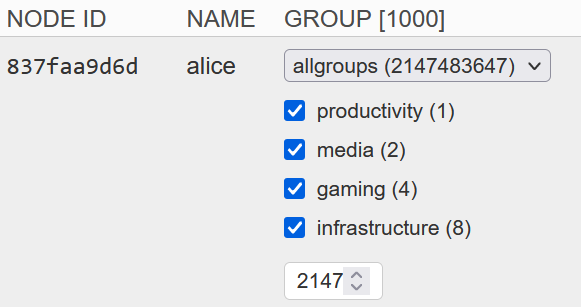 NODE ID NAME GROUP [1000]
837faa9d6d alice allgroups (2147483647)
productivity (1)
media (2)
gaming (4)
infrastructure (8)
2147